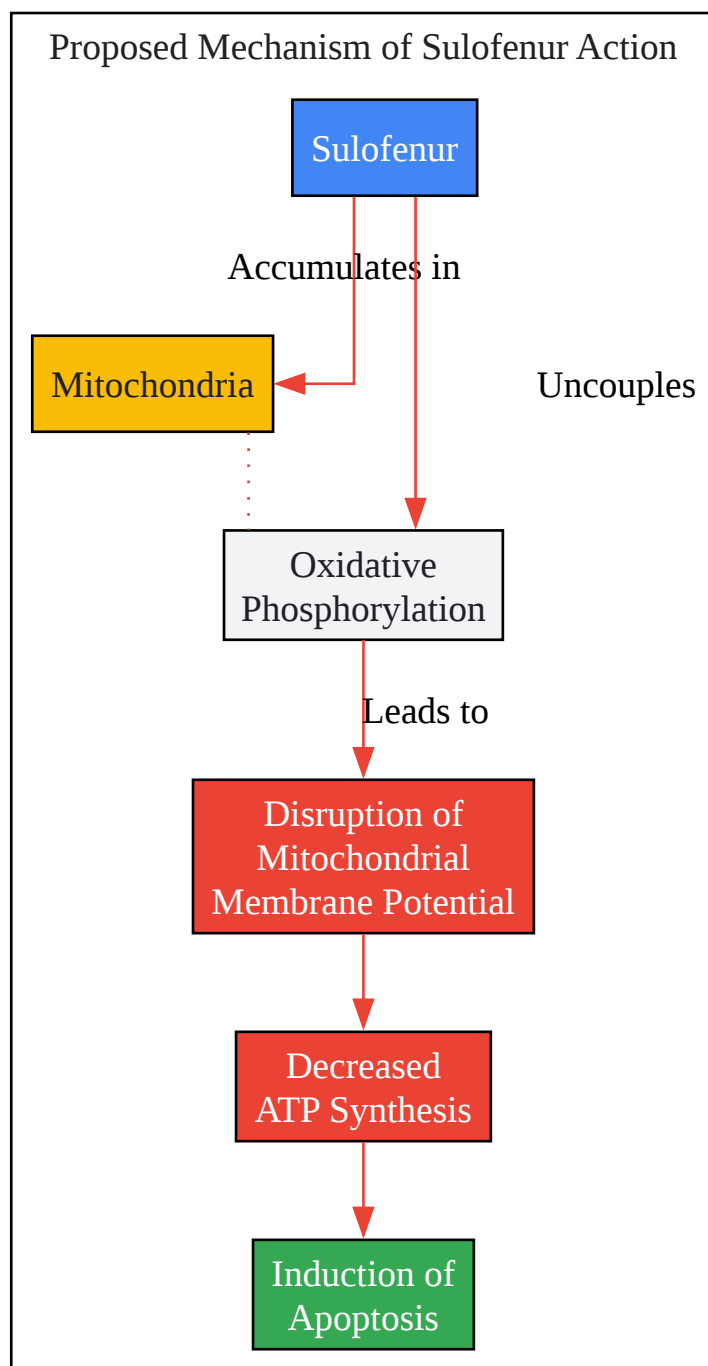 Proposed Mechanism of Sulofenur Action
Sulofenur
Accumulates in
Mitochondria
Uncouples
Oxidative
Phosphorylation
Leads to
Disruption of
Mitochondrial
Membrane Potential
Decreased
ATP Synthesis
Induction of
Apoptosis